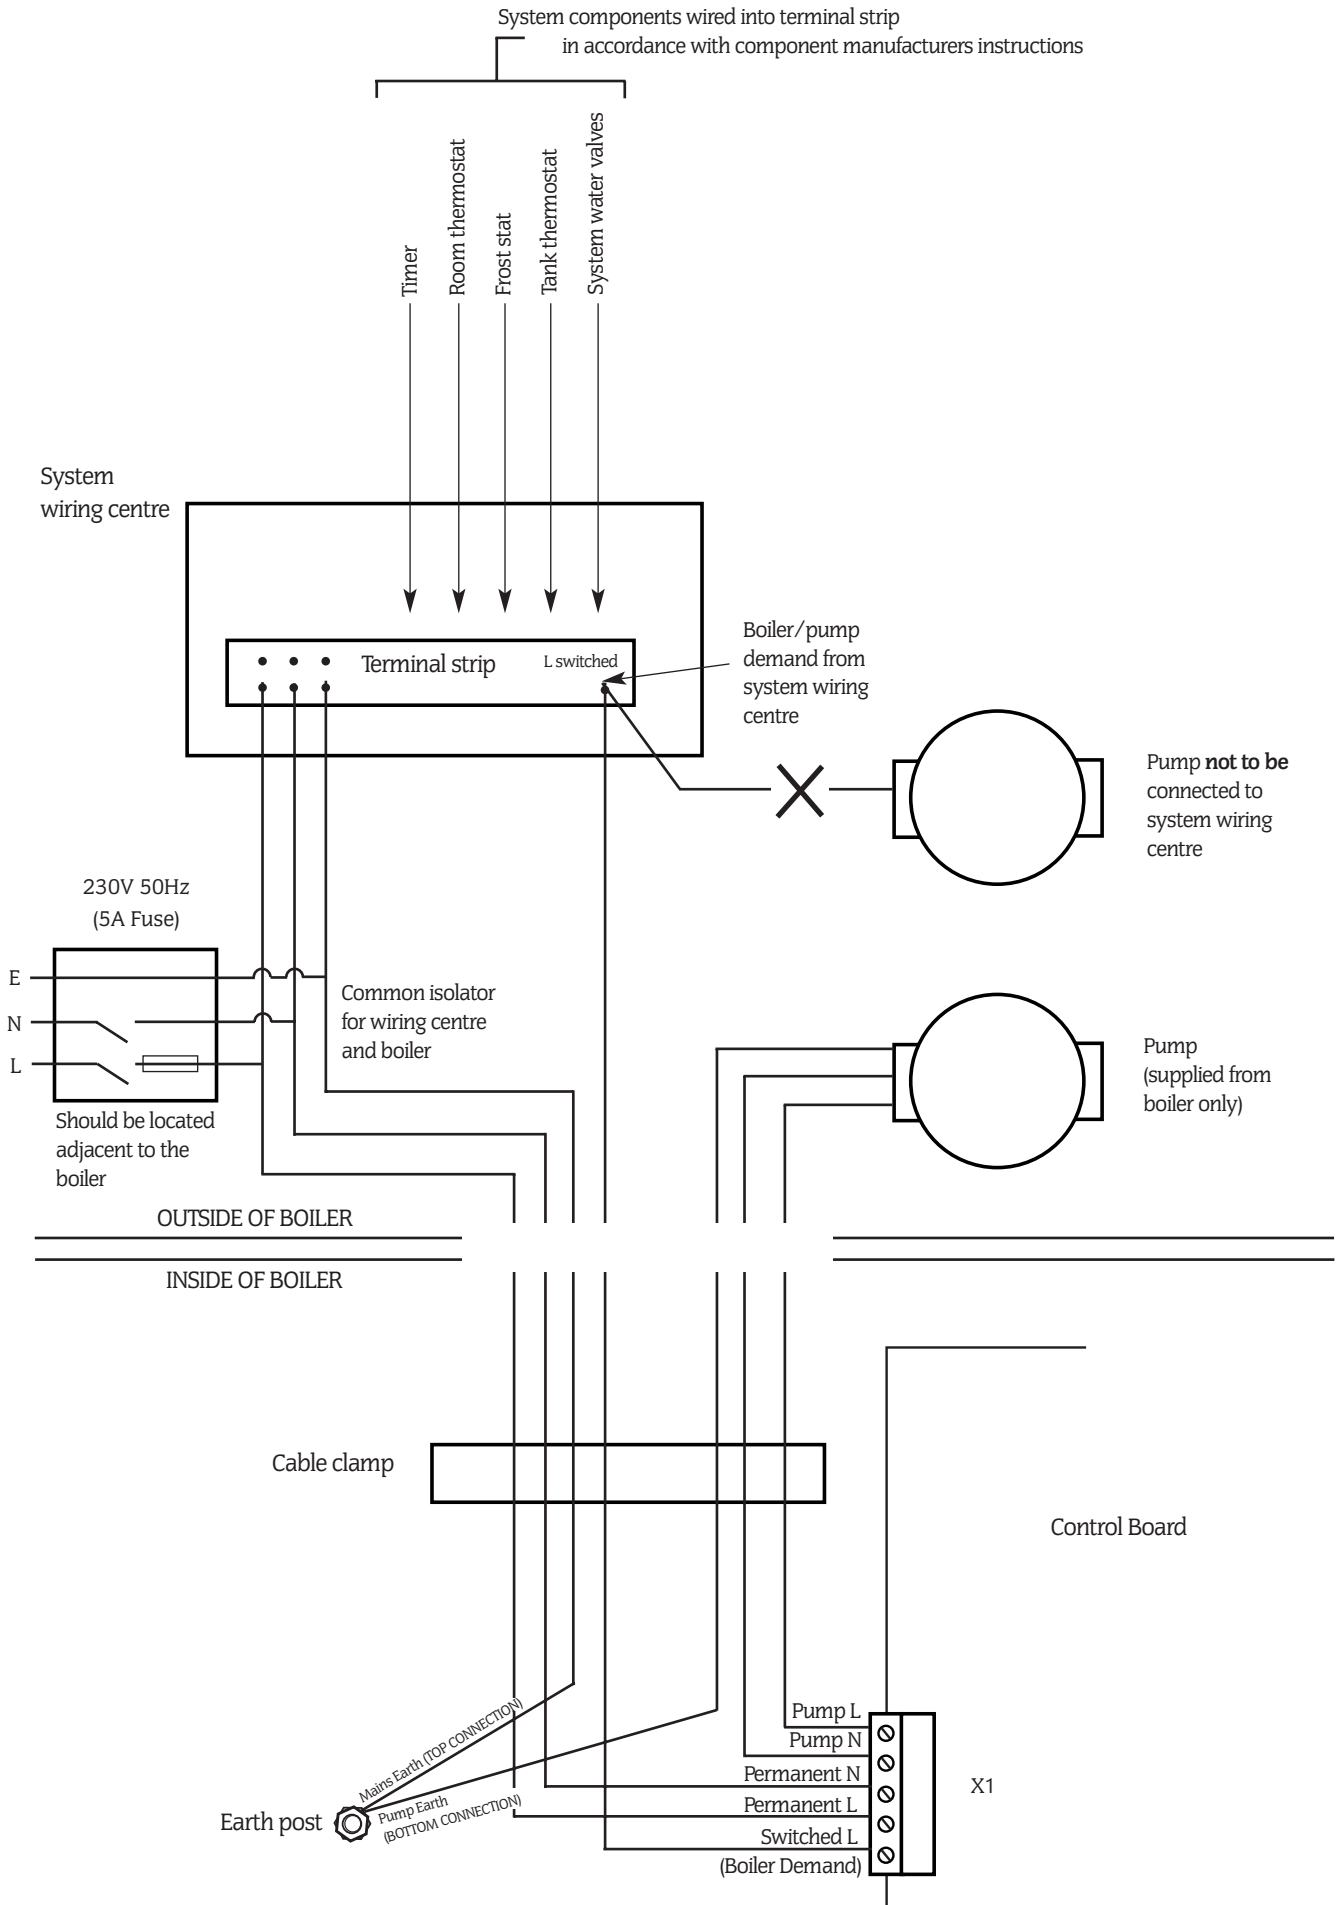 System components wired into terminal strip
in accordance with component manufacturers instructions
Timer
Room thermostat
Frost stat
Tank thermostat
System water valves
System
wiring centre
Terminal strip
L switched
Boiler/pump
demand from
system wiring
centre
Pump not to be
connected to
system wiring
centre
230V 50Hz
(5A Fuse)
E
N
L
Common isolator
for wiring centre
and boiler
Should be located
adjacent to the
boiler
Pump
(supplied from
boiler only)
OUTSIDE OF BOILER
INSIDE OF BOILER
Cable clamp
Control Board
Mains Earth (TOP CONNECTION)
Pump Earth
(BOTTOM CONNECTION)
Earth post
Pump L
Pump N
Permanent N
Permanent L
Switched L
(Boiler Demand)
X1